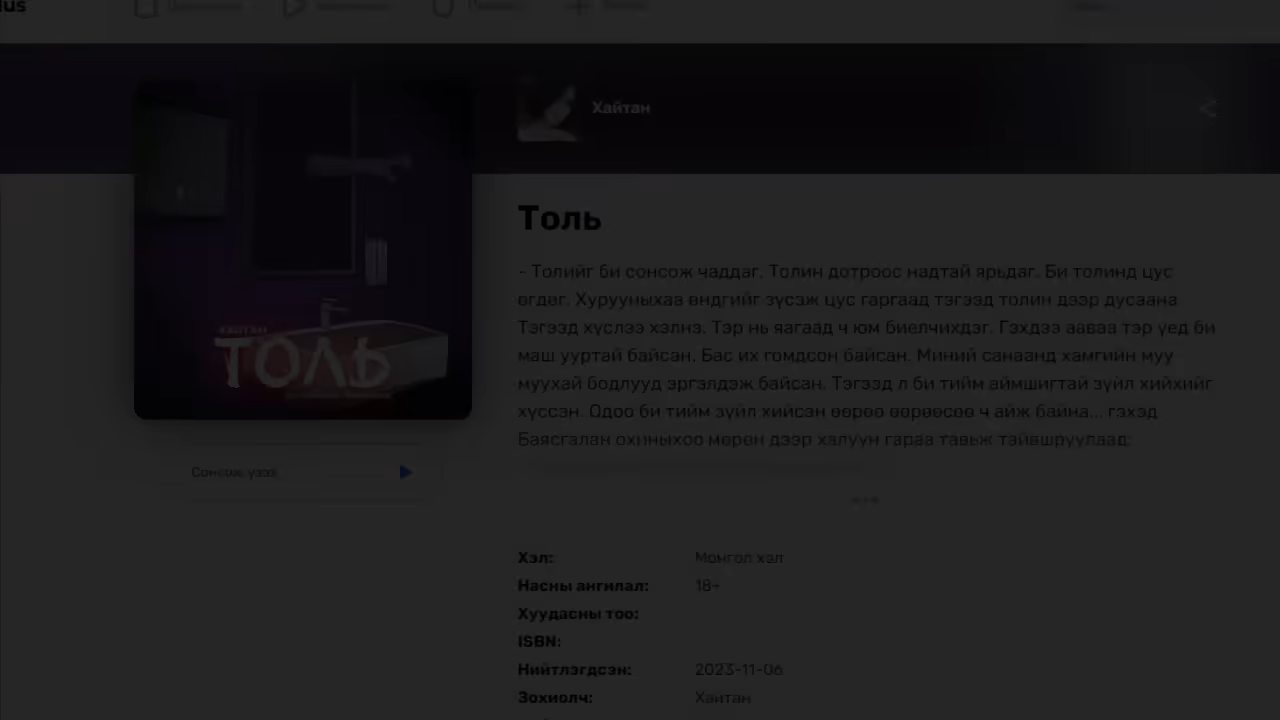 lus
Хайтан
Толь
- Толийг би сонсож чаддаг. Толин дотроос надтай ярьдаг. Би толинд цус
өгдөг. Хурууныхаа өндгийг зүсэж цус гаргаад тэгээд толин дээр дусаана.
Тэгээд хүслээ хэлнэ. Тэр нь яагаад ч юм биелчихдэг. Гэхдээ ааваа тэр үед би
маш ууртай байсан. Бас их гомдсон байсан. Миний санаанд хамгийн муу
муухай бодлууд эргэлдэж байсан. Тэгээд л би тийм аймшигтай зүйл хийхийг
хүссэн. Одоо би тийм зүйл хийсэн өөрөө өөрөөсөө ч айж байна... гэхэд
Баясгалан охиныхоо мөрөн дээр халуун гараа тавьж тайвшруулаад:
ХАЙТАН
ТОЛЬ
Сонсож үзэх
Хэл: Монгол хэл
Насны ангилал: 18+
Хуудасны тоо:
ISBN:
Нийтлэгдсэн: 2023-11-06
Зохиолч: Хайтан